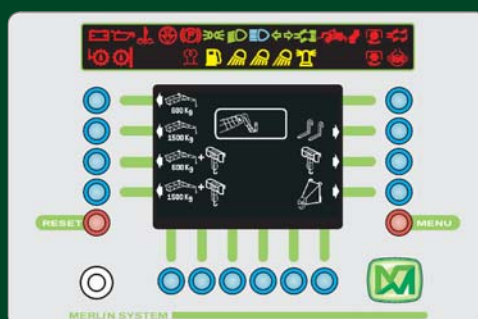 P
600 Kg
1500 Kg
600 Kg +
1500 Kg +
RESET
MENU
MERLIN SYSTEM